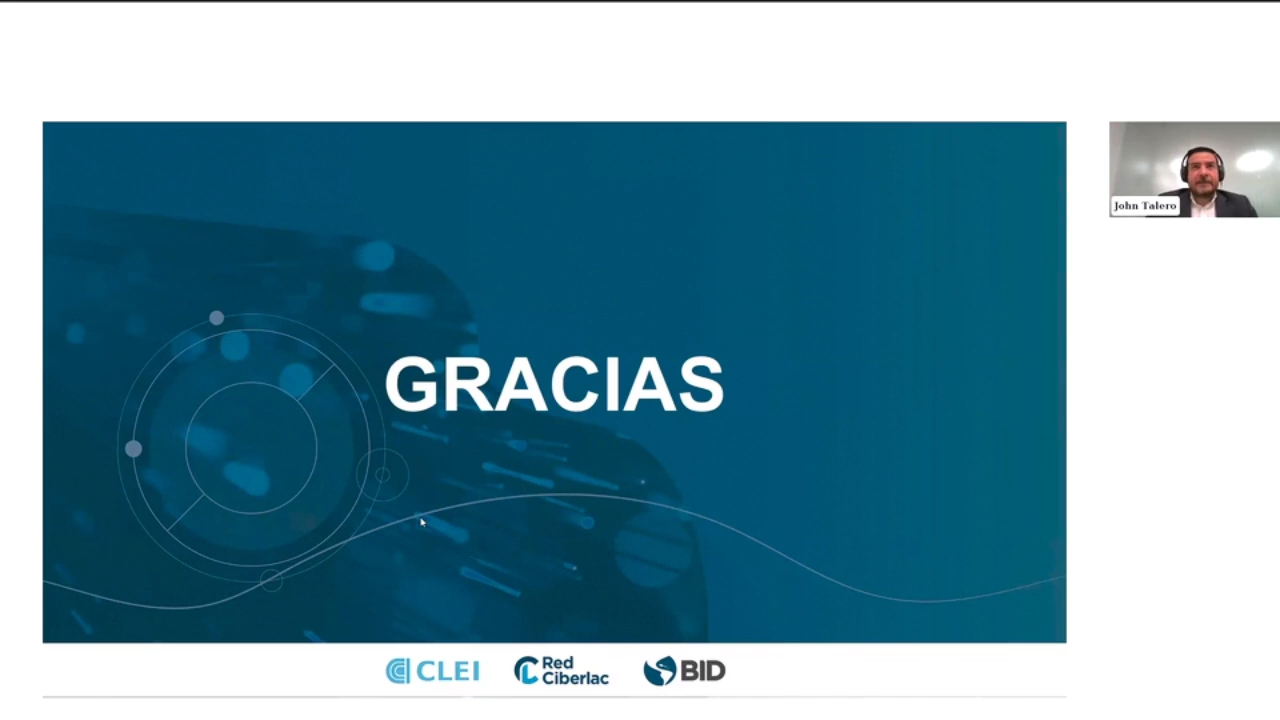 John Talero
GRACIAS
CLEI
Red
Ciberlac
BID